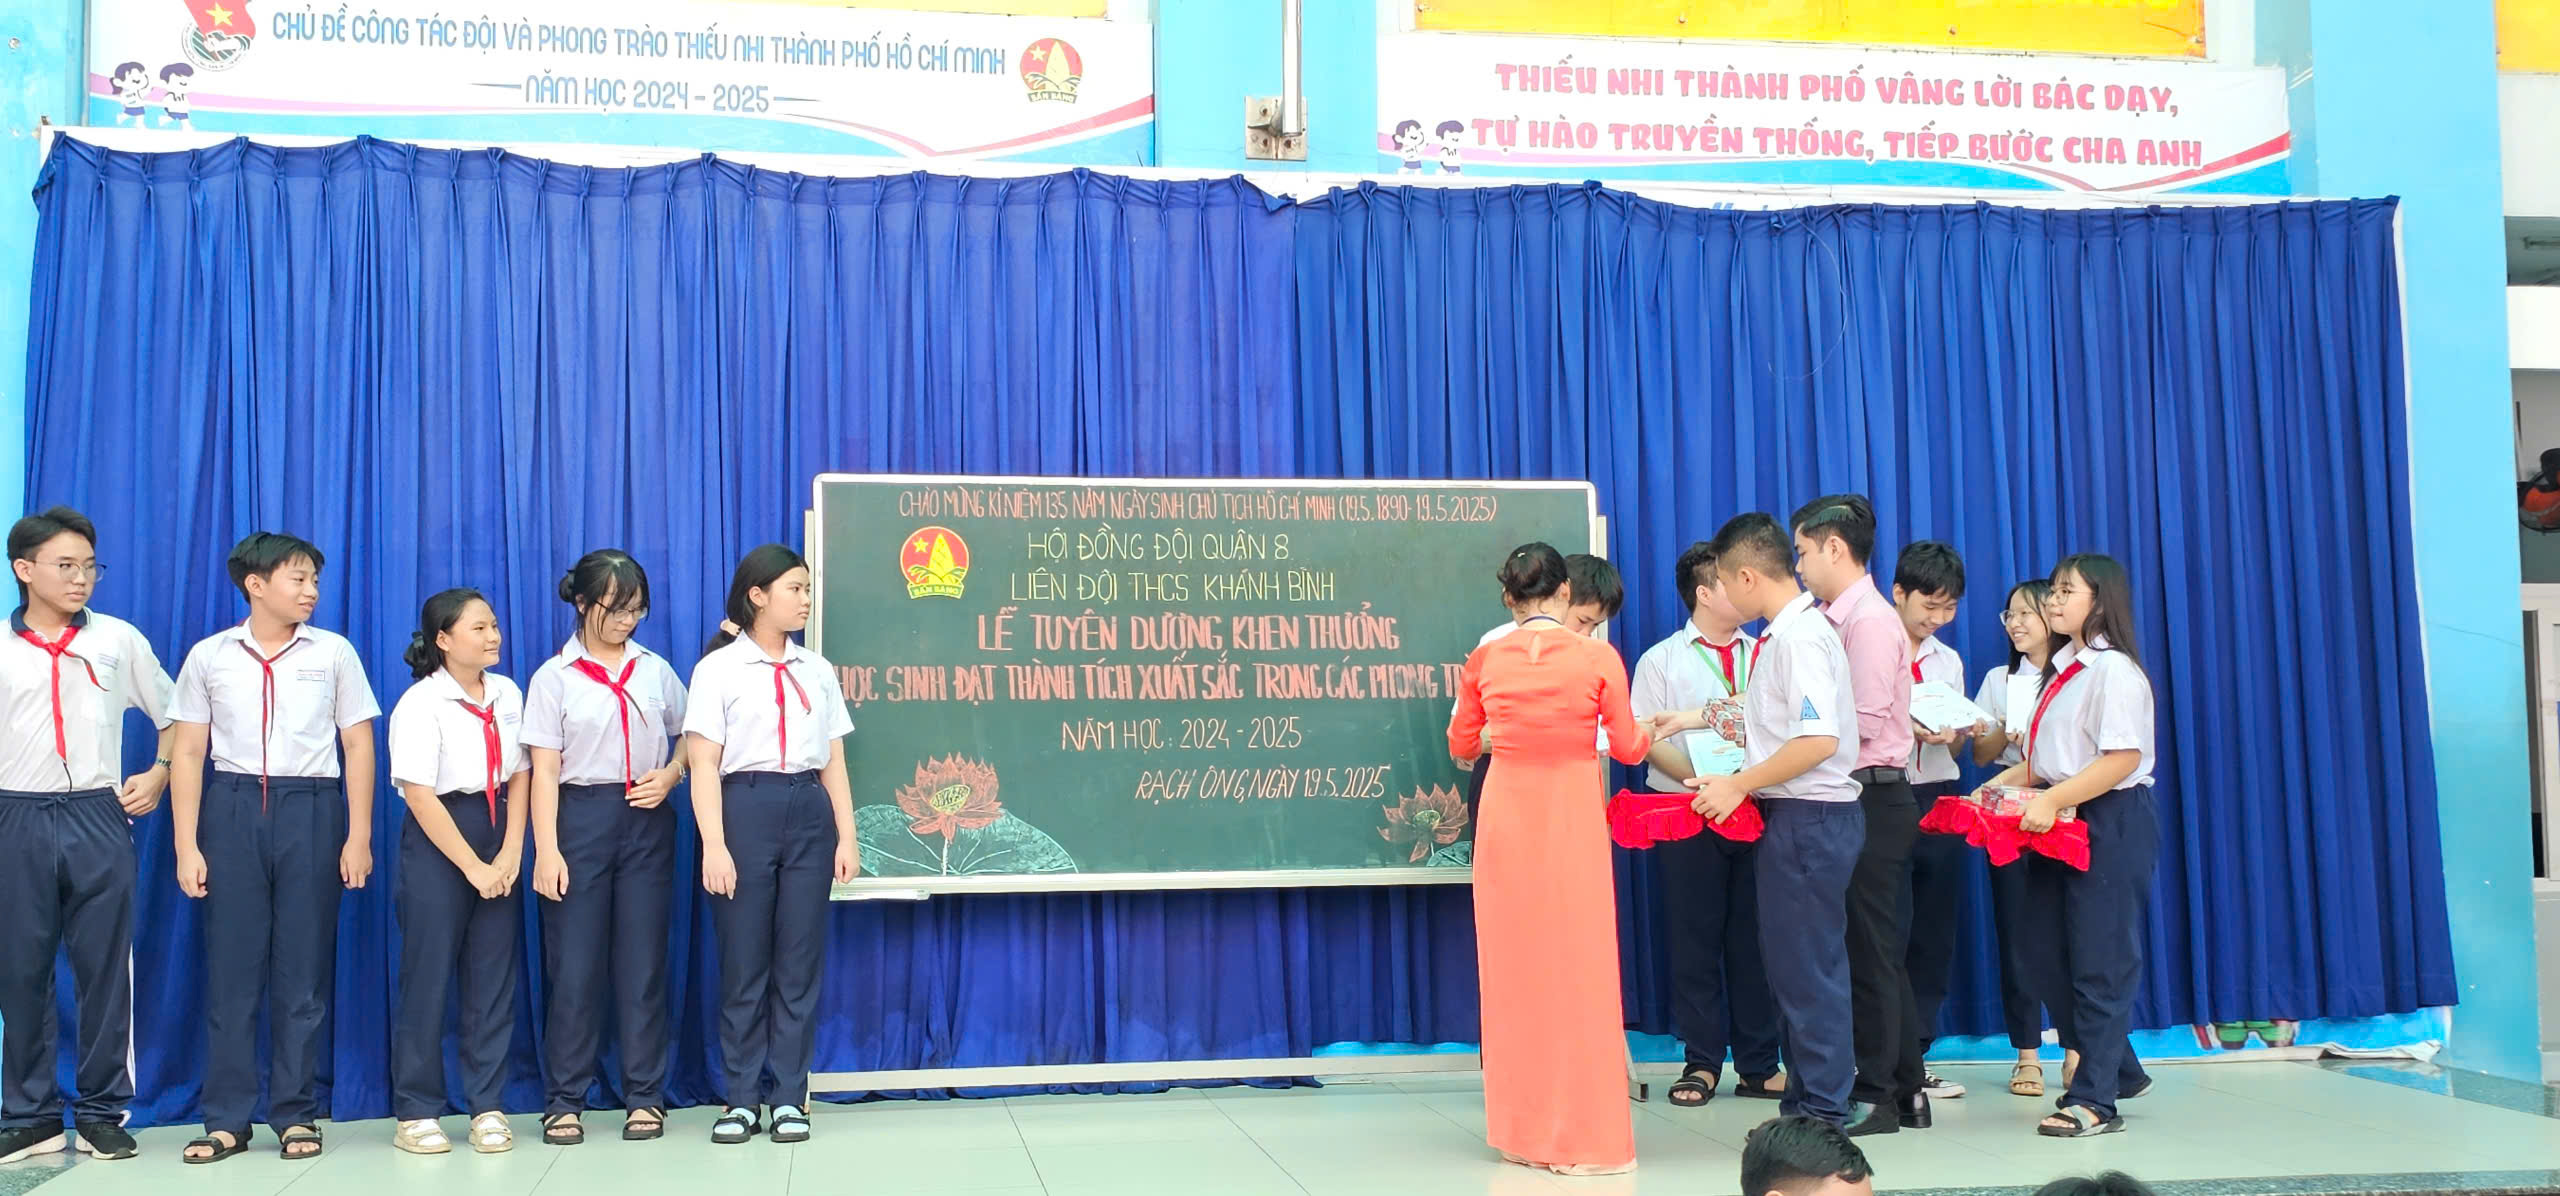 CHỦ ĐỀ CÔNG TÁC ĐỘI VÀ PHONG TRÀO THIẾU NHI THÀNH PHỐ HỒ CHÍ MINH
NĂM HỌC 2024 - 2025
SẴN SÀNG
THIẾU NHI THÀNH PHỐ VÂNG LỜI BÁC DẠY,
TỰ HÀO TRUYỀN THỐNG, TIẾP BƯỚC CHA ANH
CHÀO MỪNG KỈ NIỆM 135 NĂM NGÀY SINH CHỦ TỊCH HỒ CHÍ MINH (19.5.1890-19.5.2025)
HỘI ĐỒNG ĐỘI QUẬN 8
LIÊN ĐỘI THCS KHÁNH BÌNH
SẴN SÀNG
LỄ TUYÊN DƯƠNG, KHEN THƯỞNG
HỌC SINH ĐẠT THÀNH TÍCH XUẤT SẮC TRONG CÁC PHONG
NĂM HỌC: 2024 - 2025
RẠCH ÔNG, NGÀY 19.5.2025